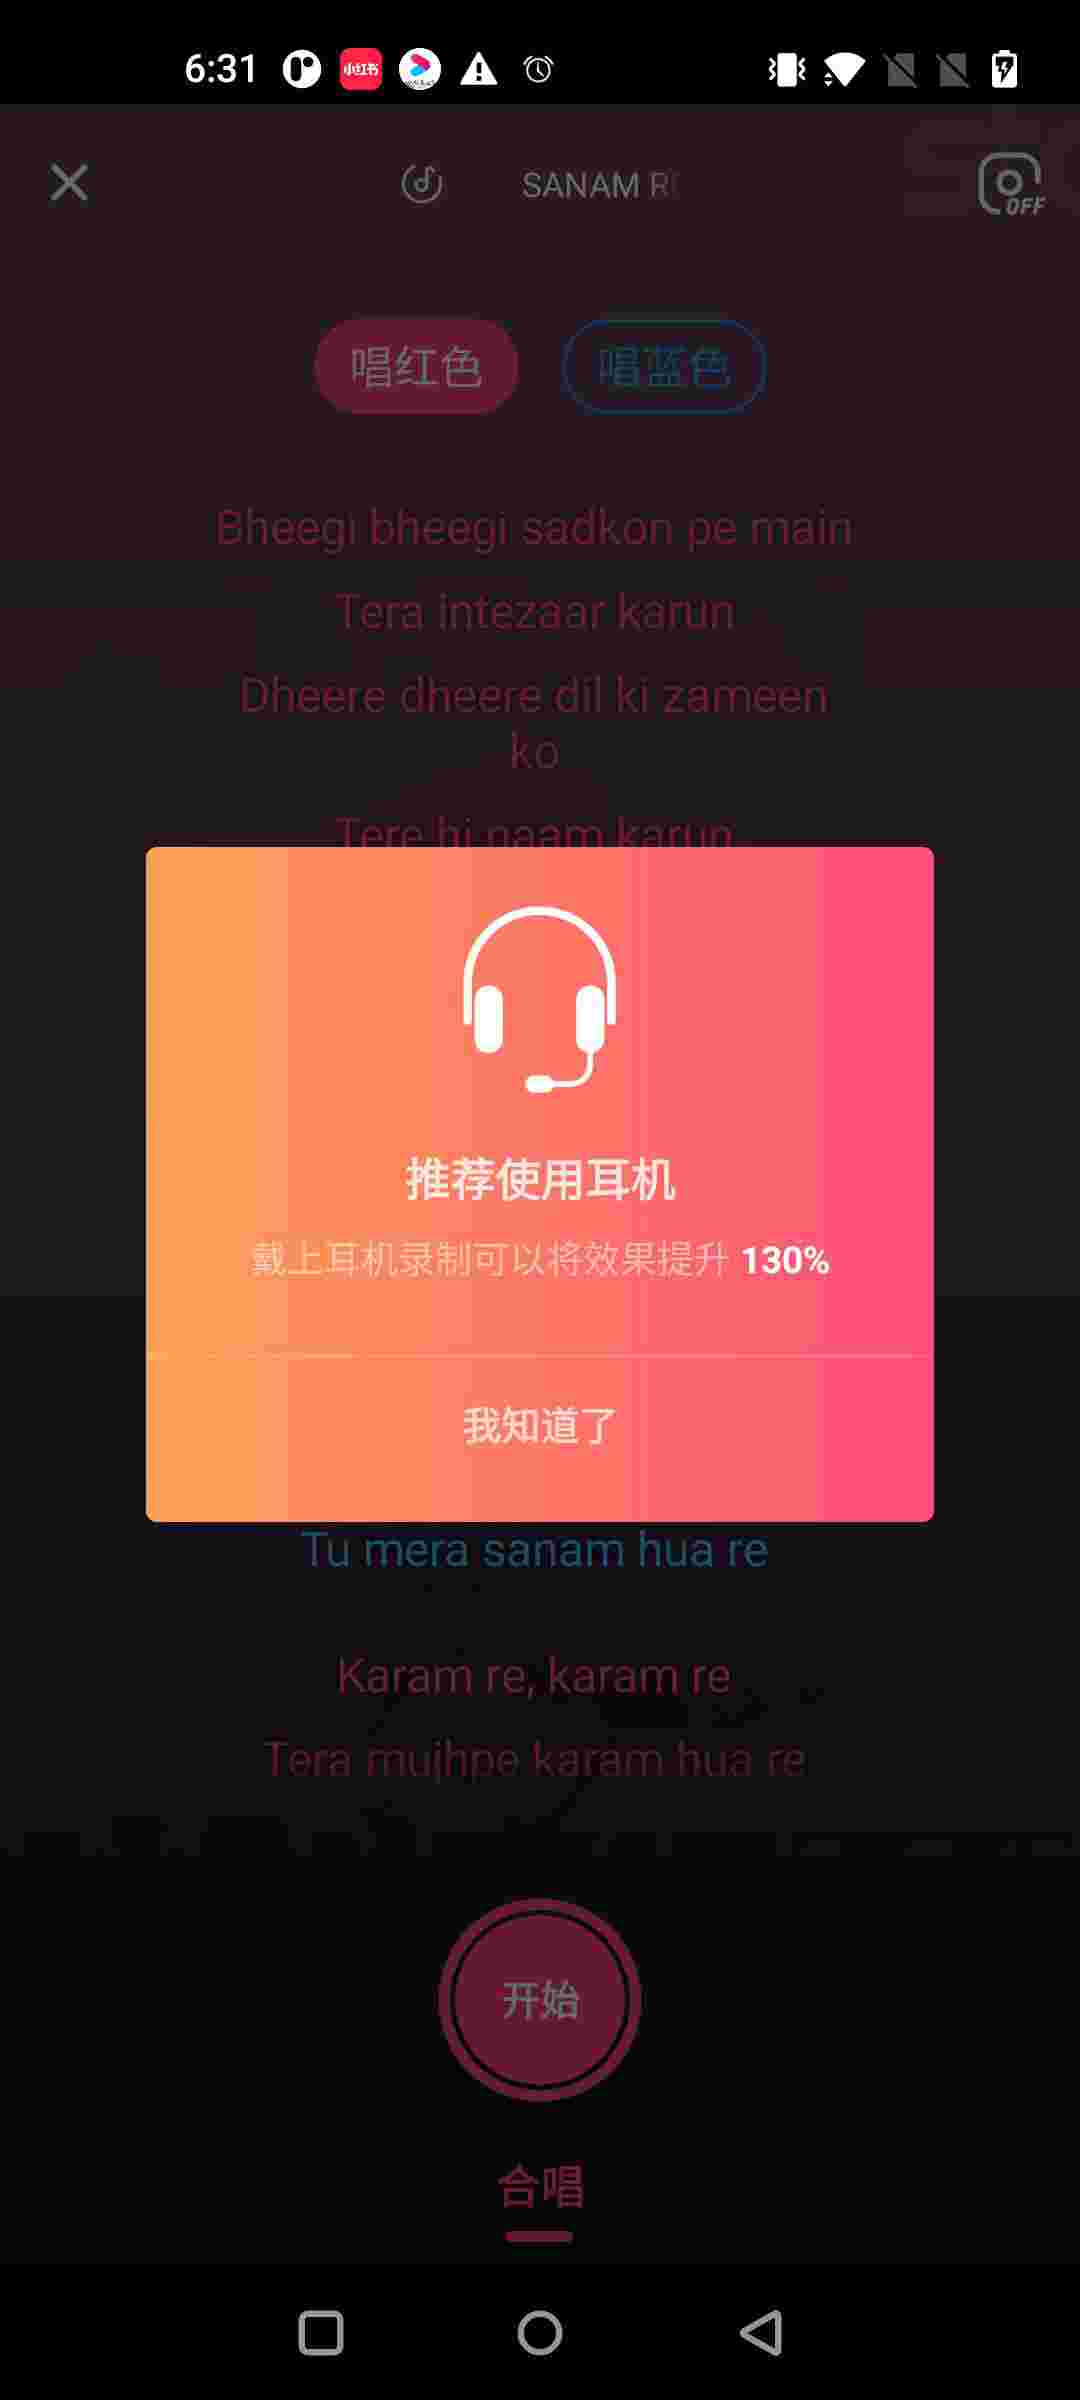 6:31
小红书
SANAM R
OFF
唱红色
唱蓝色
Bheegi bheegi sadkon pe main
Tera intezaar karun
Dheere dheere dil ki zameen
ko
Tere hi naam karun
推荐使用耳机
戴上耳机录制可以将效果提升 130%
我知道了
Tu mera sanam hua re
Karam re, karam re
Tera mujhpe karam hua re
开始
合唱